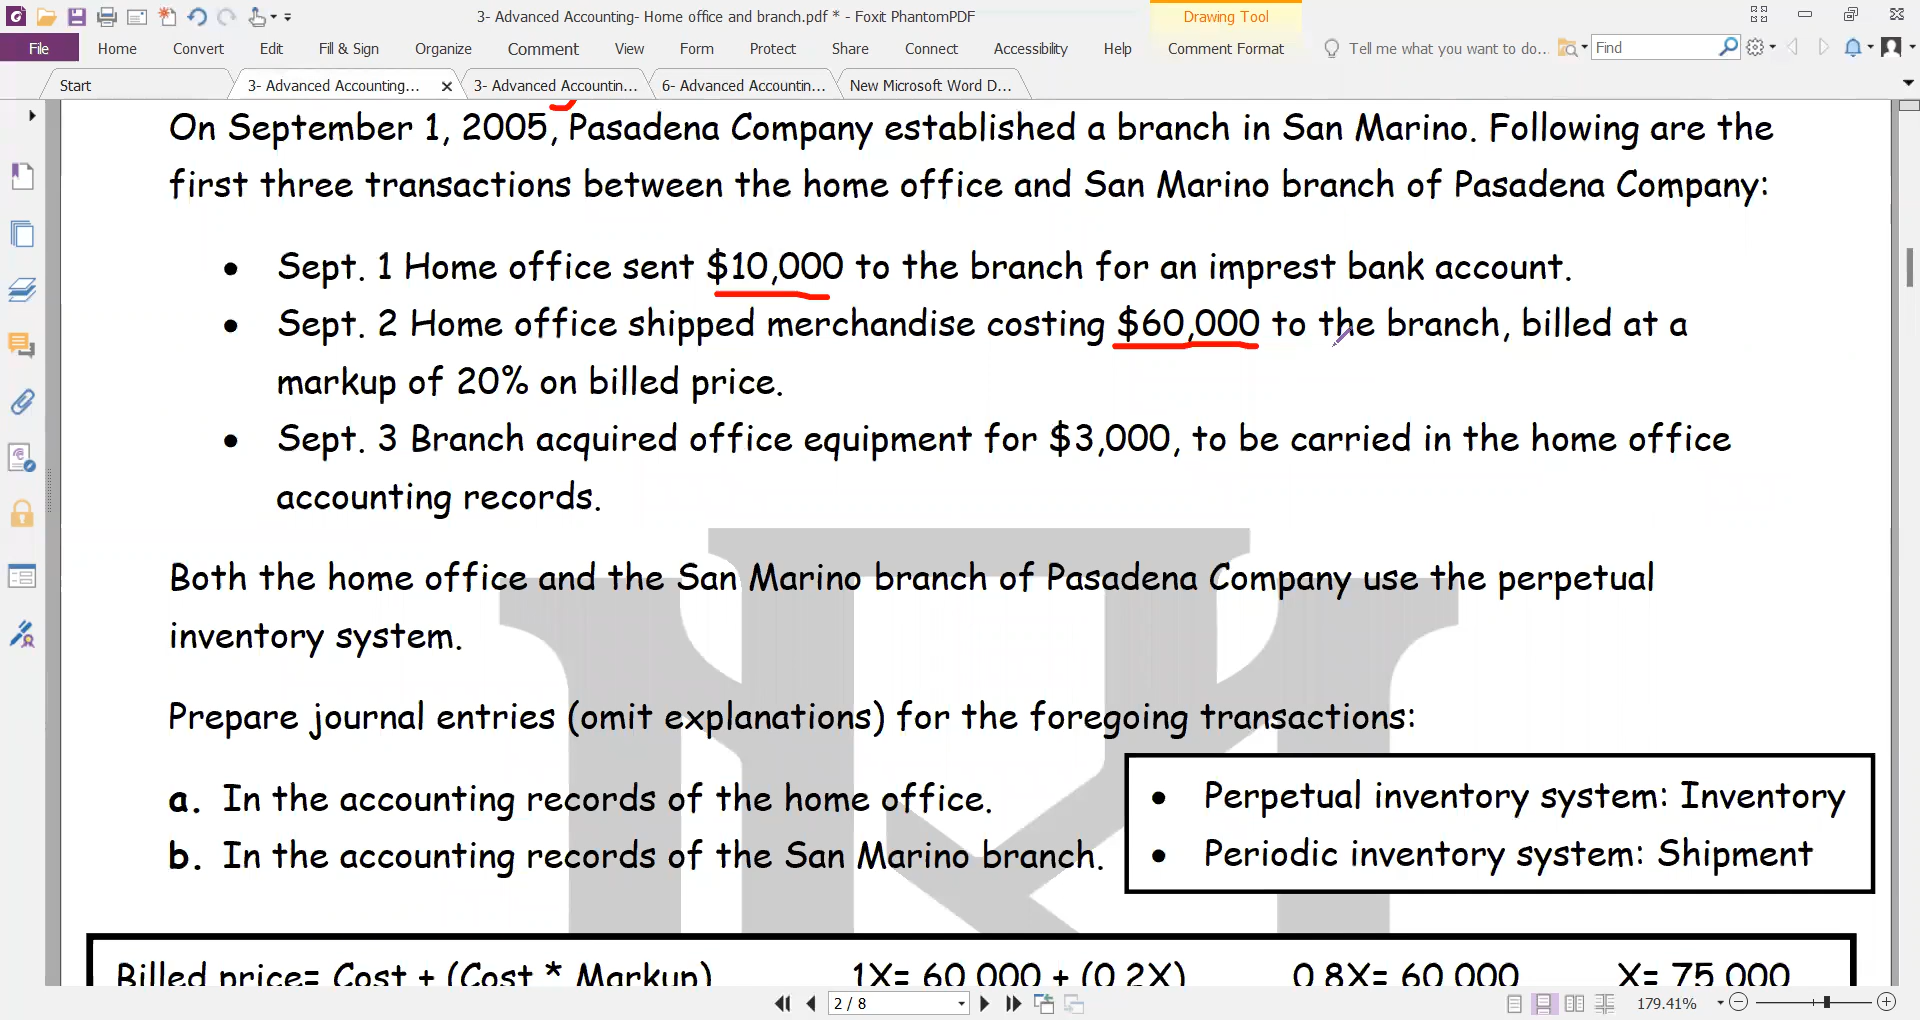 3- Advanced Accounting- Home office and branch.pdf * - Foxit PhantomPDF
Drawing Tool
File Home Convert Edit Fill & Sign Organize Comment View Form Protect Share Connect Accessibility Help Comment Format Tell me what you want to do... Find
Start 3- Advanced Accounting... 3- Advanced Accountin... 6- Advanced Accountin... New Microsoft Word D...
On September 1, 2005, Pasadena Company established a branch in San Marino. Following are the
first three transactions between the home office and San Marino branch of Pasadena Company:
• Sept. 1 Home office sent $10,000 to the branch for an imprest bank account.
• Sept. 2 Home office shipped merchandise costing $60,000 to the branch, billed at a
markup of 20% on billed price.
• Sept. 3 Branch acquired office equipment for $3,000, to be carried in the home office
accounting records.
Both the home office and the San Marino branch of Pasadena Company use the perpetual
inventory system.
Prepare journal entries (omit explanations) for the foregoing transactions:
a. In the accounting records of the home office.
b. In the accounting records of the San Marino branch.
• Perpetual inventory system: Inventory
• Periodic inventory system: Shipment
Billed price= Cost + (Cost * Markup) 1X= 60 000 + (0.2X) 0.8X= 60 000 X= 75 000
2 / 8
179.41%